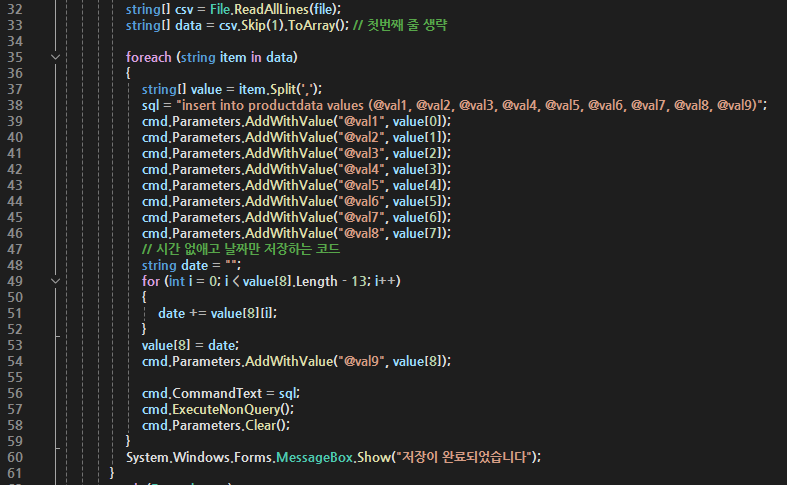 32 string[] csv = File.ReadAllLines(file);
33 string[] data = csv.Skip(1).ToArray(); // 첫번째 줄 생략
34
35 foreach (string item in data)
36 {
37 string[] value = item.Split(',');
38 sql = "insert into productdata values (@val1, @val2, @val3, @val4, @val5, @val6, @val7, @val8, @val9)";
39 cmd.Parameters.AddWithValue("@val1", value[0]);
40 cmd.Parameters.AddWithValue("@val2", value[1]);
41 cmd.Parameters.AddWithValue("@val3", value[2]);
42 cmd.Parameters.AddWithValue("@val4", value[3]);
43 cmd.Parameters.AddWithValue("@val5", value[4]);
44 cmd.Parameters.AddWithValue("@val6", value[5]);
45 cmd.Parameters.AddWithValue("@val7", value[6]);
46 cmd.Parameters.AddWithValue("@val8", value[7]);
47 // 시간 없애고 날짜만 저장하는 코드
48 string date = "";
49 for (int i = 0; i < value[8].Length - 13; i++)
50 {
51 date += value[8][i];
52 }
53 value[8] = date;
54 cmd.Parameters.AddWithValue("@val9", value[8]);
55
56 cmd.CommandText = sql;
57 cmd.ExecuteNonQuery();
58 cmd.Parameters.Clear();
59 }
60 System.Windows.Forms.MessageBox.Show("저장이 완료되었습니다");
61 }